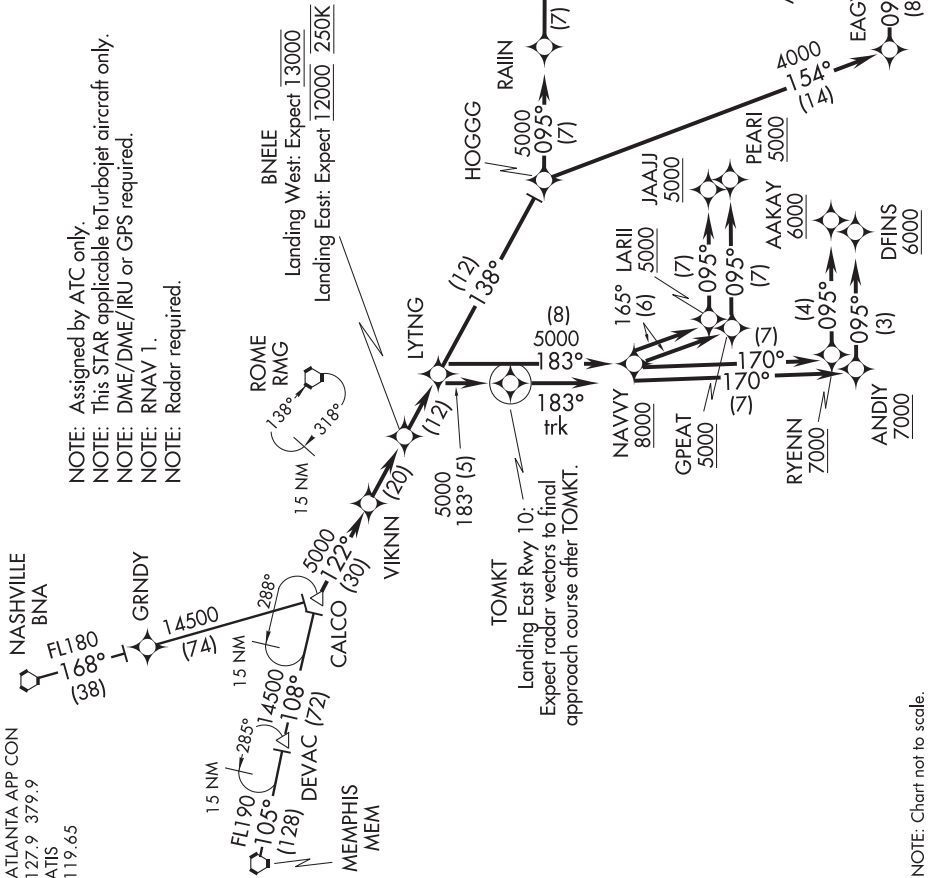 ATLANTA APP CON
127.9 379.9
ATIS
119.65
NASHVILLE
BNA
FL180
168°
(38)
GRNDY
14500
(74)
NOTE: Assigned by ATC only.
NOTE: This STAR applicable to Turbojet aircraft only.
NOTE: DME/DME/IRU or GPS required.
NOTE: RNAV 1.
NOTE: Radar required.
15 NM
285°
FL190
105°
(128)
MEMPHIS
MEM
DEVAC
15 NM
288°
14500
108°
(72)
CALCO
5000
122°
(30)
VIKNN
(20)
ROME
RMG
138°
318°
15 NM
BNELE
Landing West: Expect 13000
Landing East: Expect 12000 250K
(12)
LYTNG
(12)
138°
HOGGG
5000
095°
(7)
RAIIN
(7)
4000
154°
(14)
EAG
09
(8
5000
183° (5)
TOMKT
Landing East Rwy 10:
Expect radar vectors to final
approach course after TOMKT.
(8)
5000
183°
183°
trk
NAVVY
8000
165°
(6)
LARII
5000
(7)
095°
JAAJJ
5000
GPEAT
5000
095°
(7)
PEARI
5000
(7)
170°
170°
(7)
RYENN
7000
(4)
095°
AAKAY
6000
ANDIY
7000
095°
(3)
DFINS
6000
NOTE: Chart not to scale.